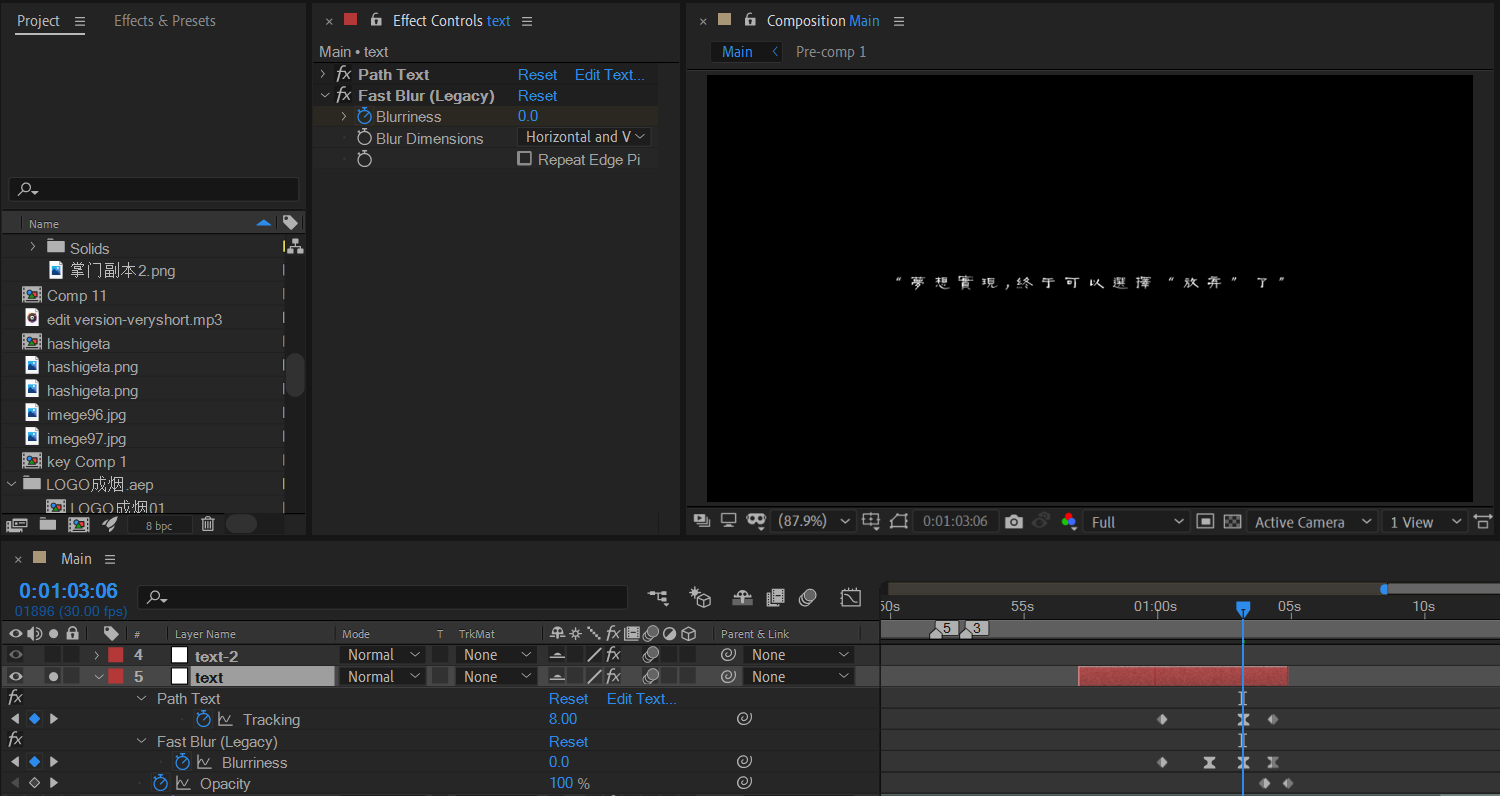 Project
Effects & Presets
Name
Solids
掌门副本2.png
Comp 11
edit version-veryshort.mp3
hashigeta
hashigeta.png
hashigeta.png
imege96.jpg
imege97.jpg
key Comp 1
LOGO成烟.aep
LOGO成烟01
8 bpc
× Effect Controls text
Main • text
fx Path Text Reset Edit Text...
fx Fast Blur (Legacy) Reset
Blurriness 0.0
Blur Dimensions Horizontal and V
Repeat Edge Pi
× Composition Main
Main Pre-comp 1
“夢想實現,終于可以選擇“放弃”了”
(87.9%) 0:01:03:06 Full Active Camera 1 View
× Main
0:01:03:06
01896 (30.00 fps)
50s 55s 01:00s 05s 10s
5 3
# Layer Name Mode T TrkMat fx Parent & Link
4 text-2 Normal None fx None
5 text Normal None fx None
fx Path Text Reset Edit Text...
Tracking 8.00
fx Fast Blur (Legacy) Reset
Blurriness 0.0
Opacity 100 %